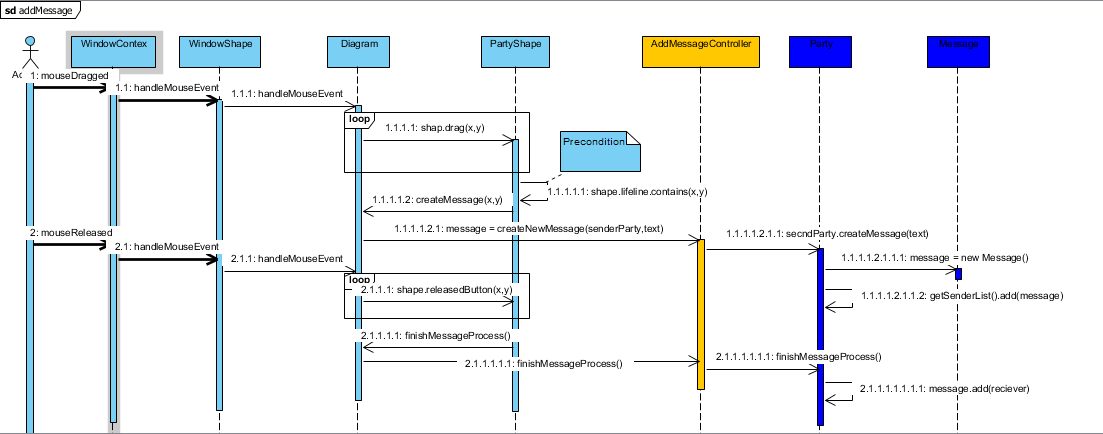 sd addMessage
WindowContex
WindowShape
Diagram
PartyShape
AddMessageController
Party
Message
1: mouseDragged
1.1: handleMouseEvent
1.1.1: handleMouseEvent
loop
1.1.1.1: shap.drag(x,y)
Precondition
1.1.1.1.1: shape.lifeline.contains(x,y)
1.1.1.1.2: createMessage(x,y)
1.1.1.1.2.1: message = createNewMessage(senderParty,text)
2: mouseReleased
1.1.1.1.2.1.1: secndParty.createMessage(text)
2.1: handleMouseEvent
1.1.1.1.2.1.1.1: message = new Message()
2.1.1: handleMouseEvent
loop
2.1.1.1: shape.releasedButton(x,y)
1.1.1.1.2.1.1.2: getSenderList().add(message)
2.1.1.1.1: finishMessageProcess()
2.1.1.1.1.1: finishMessageProcess()
2.1.1.1.1.1.1: finishMessageProcess()
2.1.1.1.1.1.1.1: message.add(reciever)